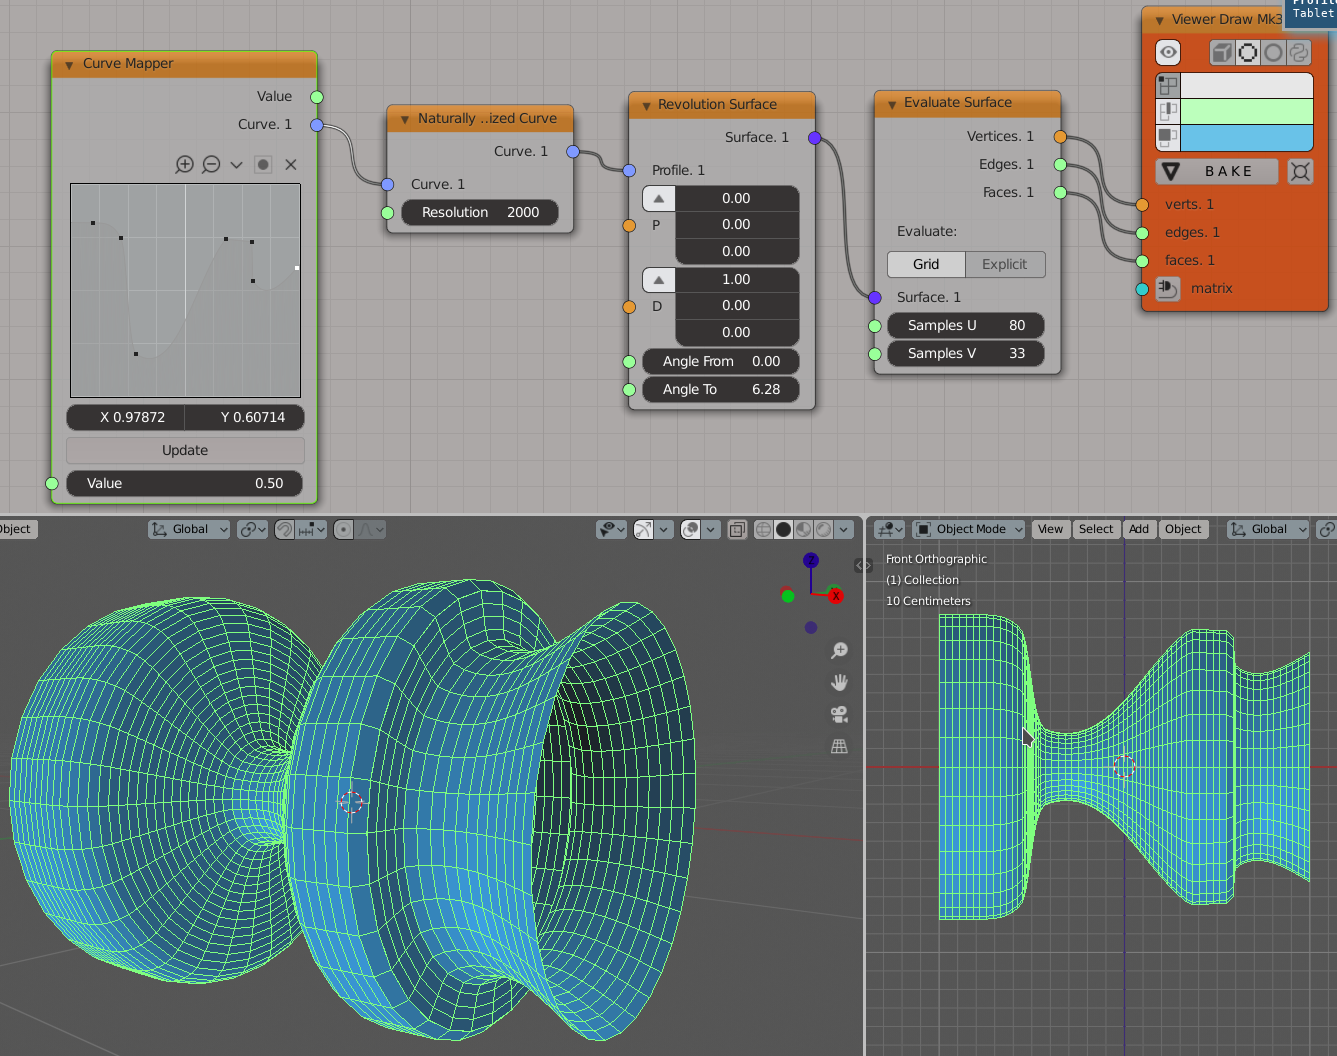 Tablet
Viewer Draw Mk3
Curve Mapper
Value
Curve. 1
X 0.97872
Y 0.60714
Update
Value 0.50
Naturally ..ized Curve
Curve. 1
Curve. 1
Resolution 2000
Revolution Surface
Surface. 1
Profile. 1
0.00
P 0.00
0.00
1.00
D 0.00
0.00
Angle From 0.00
Angle To 6.28
Evaluate Surface
Vertices. 1
Edges. 1
Faces. 1
Evaluate:
Grid Explicit
Surface. 1
Samples U 80
Samples V 33
BAKE
verts. 1
edges. 1
faces. 1
matrix
Object Global
Object Mode View Select Add Object Global
Front Orthographic
(1) Collection
10 Centimeters
Z
X